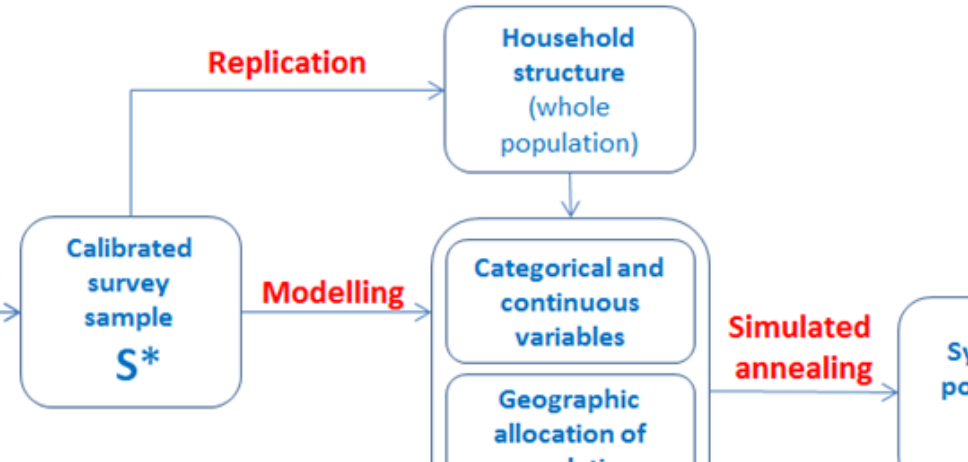 Replication
Household
structure
(whole
population)
Calibrated
survey
sample
S*
Modelling
Categorical and
continuous
variables
Simulated
annealing
Geographic
allocation of